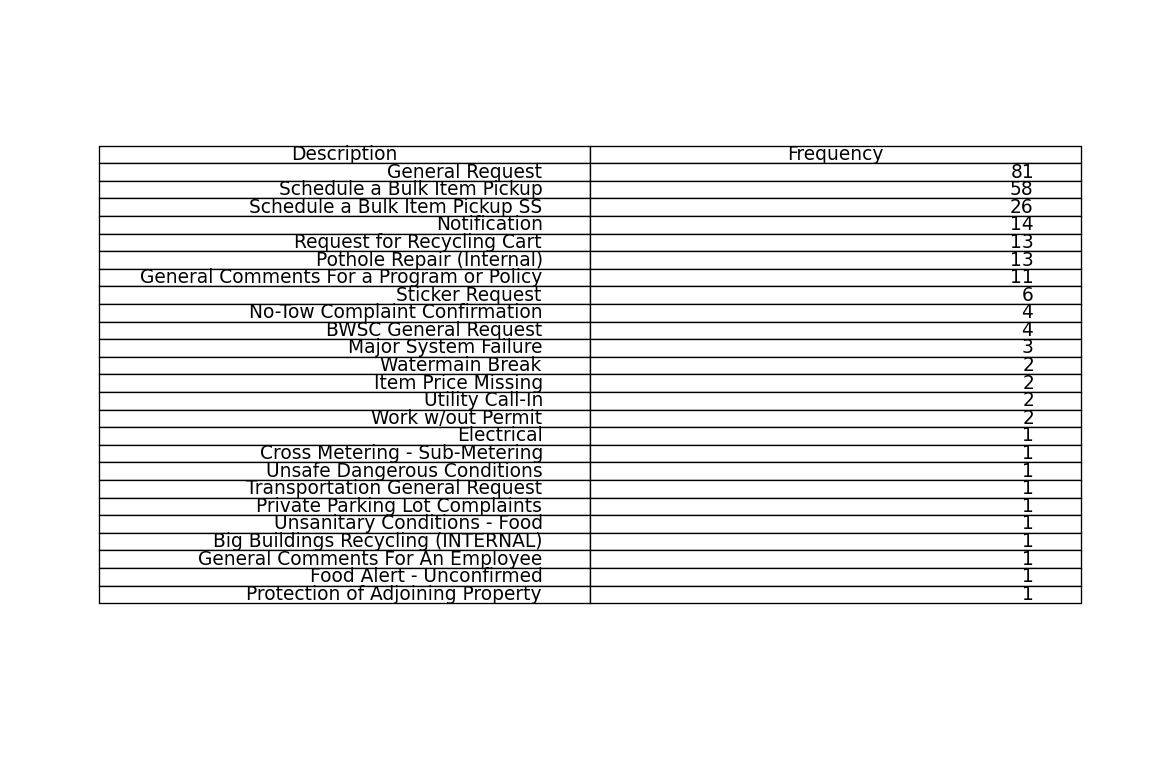 Description Frequency
General Request 81
Schedule a Bulk Item Pickup 58
Schedule a Bulk Item Pickup SS 26
Notification 14
Request for Recycling Cart 13
Pothole Repair (Internal) 13
General Comments For a Program or Policy 11
Sticker Request 6
No-Tow Complaint Confirmation 4
BWSC General Request 4
Major System Failure 3
Watermain Break 2
Item Price Missing 2
Utility Call-In 2
Work w/out Permit 2
Electrical 1
Cross Metering - Sub-Metering 1
Unsafe Dangerous Conditions 1
Transportation General Request 1
Private Parking Lot Complaints 1
Unsanitary Conditions - Food 1
Big Buildings Recycling (INTERNAL) 1
General Comments For An Employee 1
Food Alert - Unconfirmed 1
Protection of Adjoining Property 1